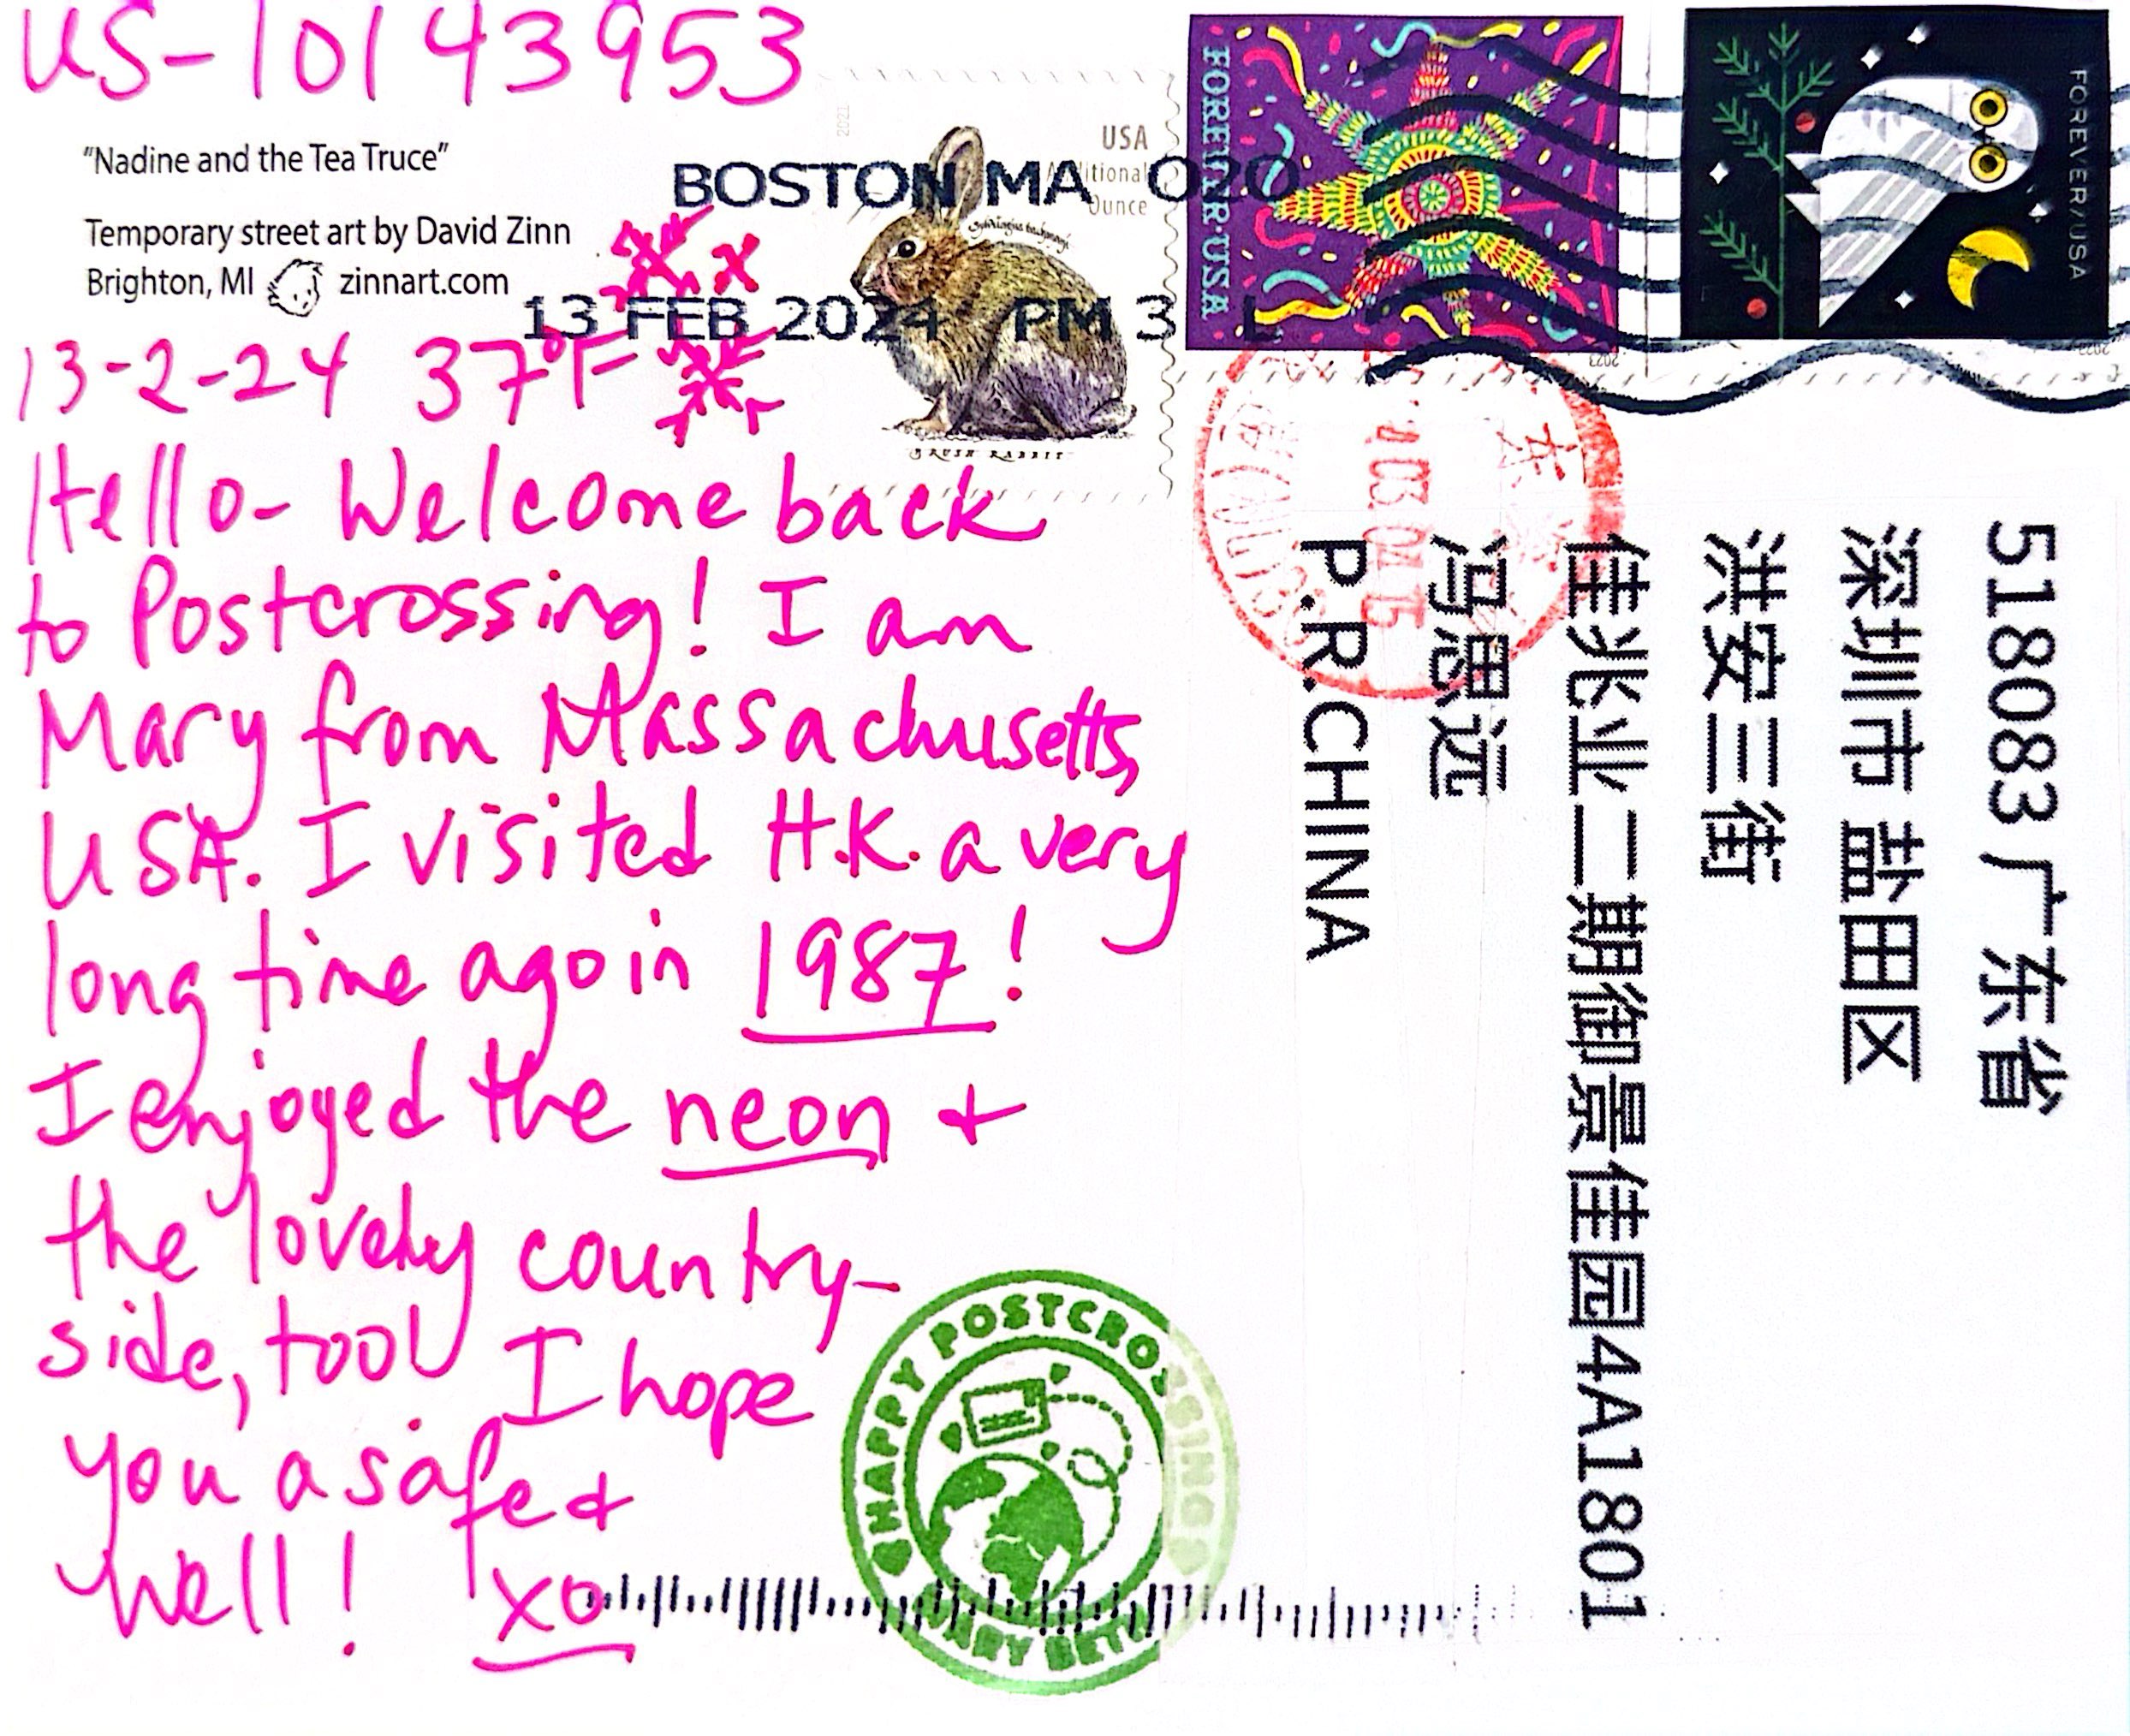 US-10143953
"Nadine and the Tea Truce"
Temporary street art by David Zinn
Brighton, MI zinnart.com
13-2-24 37°F
Hello- Welcome back
to Postcrossing! I am
Mary from Massachusetts,
USA. I visited H.K. a very
long time ago in 1987!
I enjoyed the neon +
the lovely country-
side, too! I hope
you a safe +
well! xo
2021
USA
Additional
Ounce
BRUSH RABBIT
BOSTON MA 020
13 FEB 2024 PM 3 L
FOREVER·USA
2023
FOREVER/USA
518083 广东省
深圳市 盐田区
洪安三街
佳兆业二期御景佳园4A1801
冯思远
P.R.CHINA
HAPPY POSTCROSSING
MARY BETH